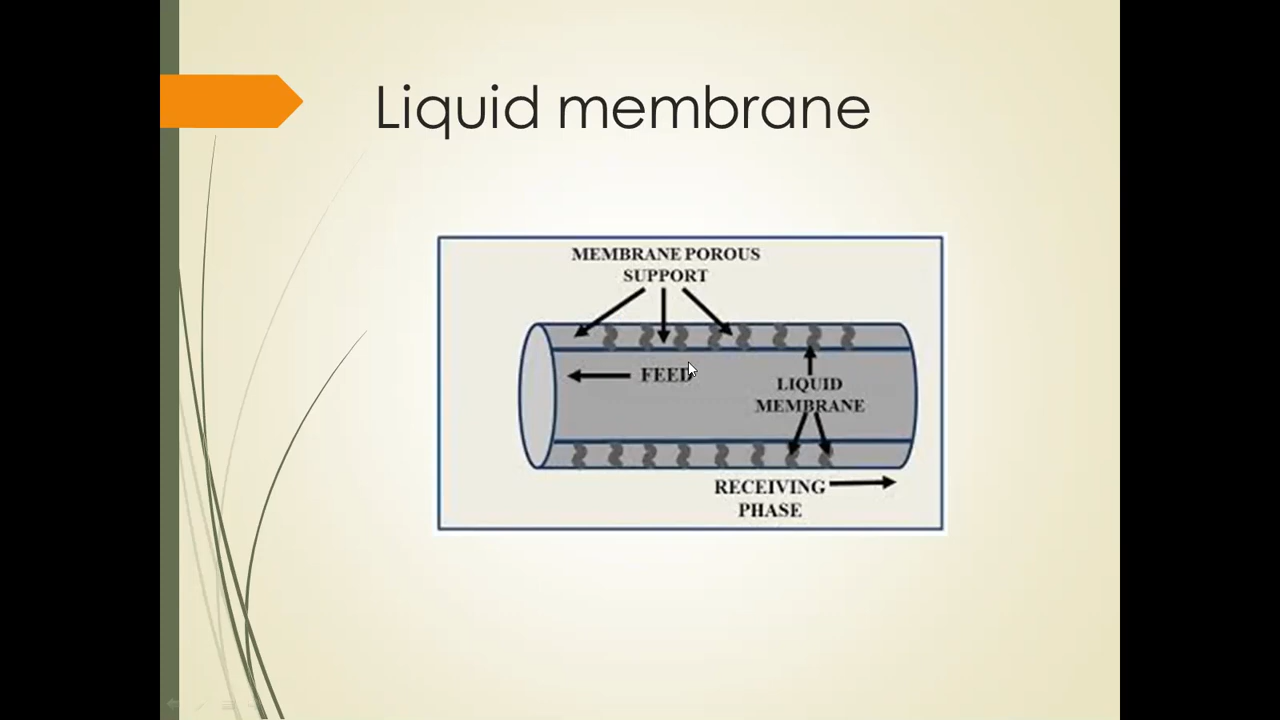 Liquid membrane
MEMBRANE POROUS
SUPPORT
FEED
LIQUID
MEMBRANE
RECEIVING
PHASE